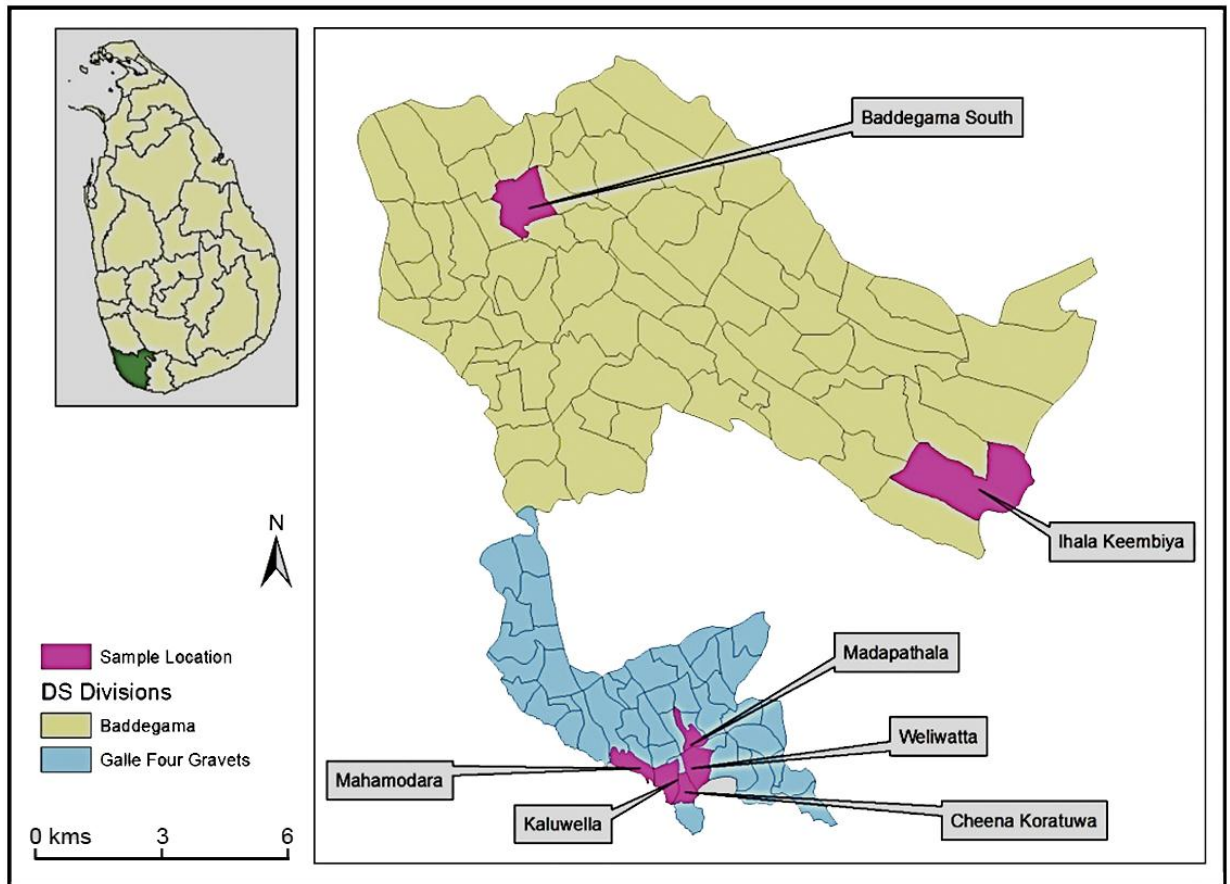 Baddegama South
Ihala Keembiya
N
Sample Location
DS Divisions
Baddegama
Galle Four Gravets
0 kms 3 6
Madapathala
Weliwatta
Mahamodara
Kaluwella
Cheena Koratuwa